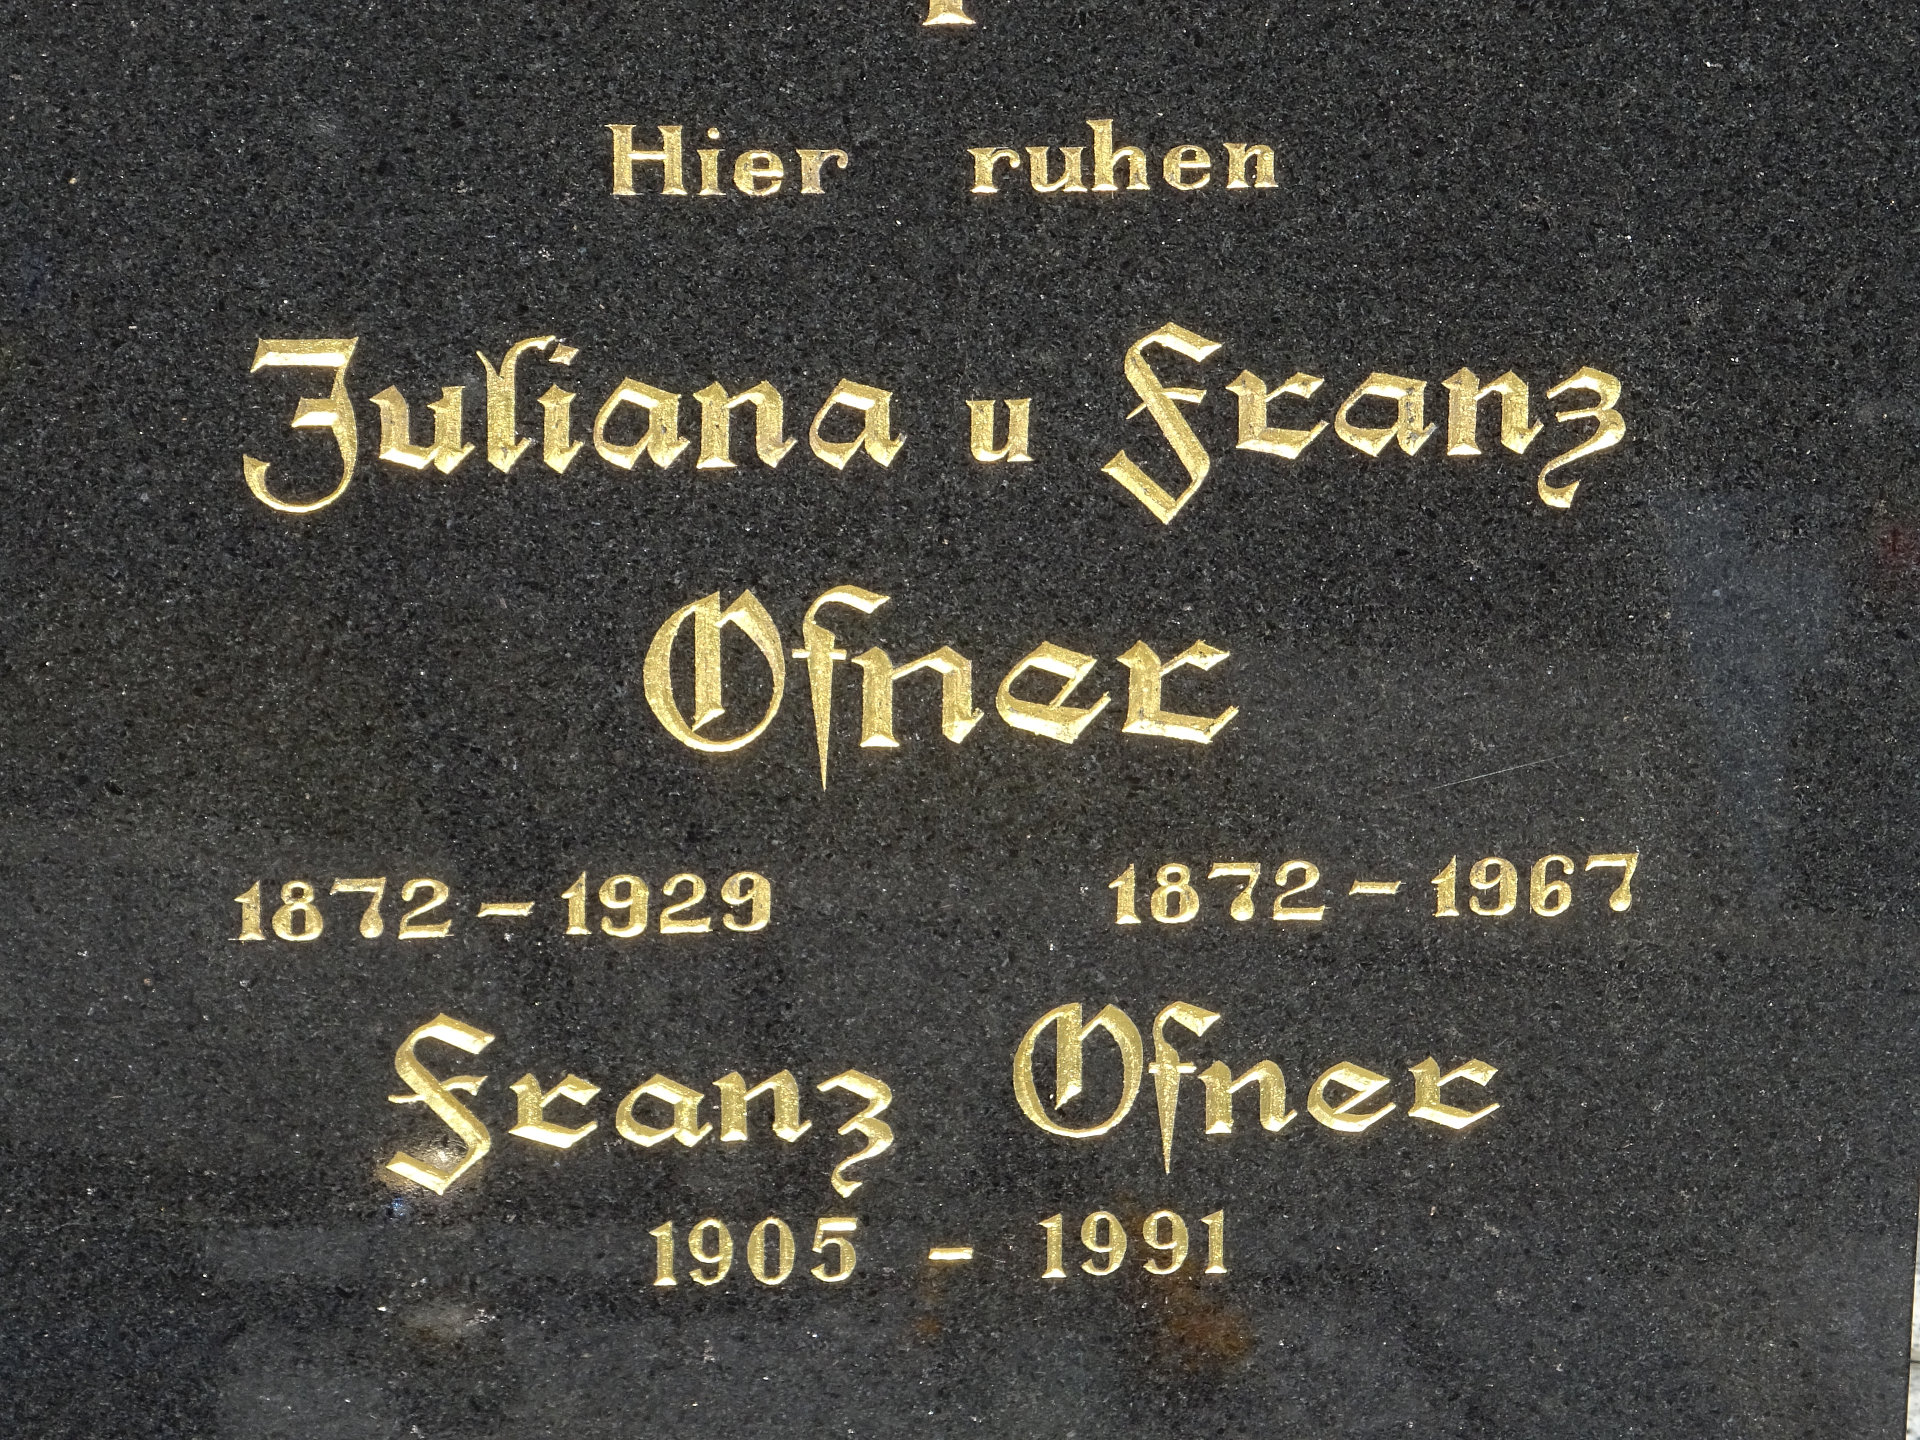 Hier ruhen
Juliana u Franz
Ofner
1872 - 1929 1872 - 1967
Franz Ofner
1905 - 1991